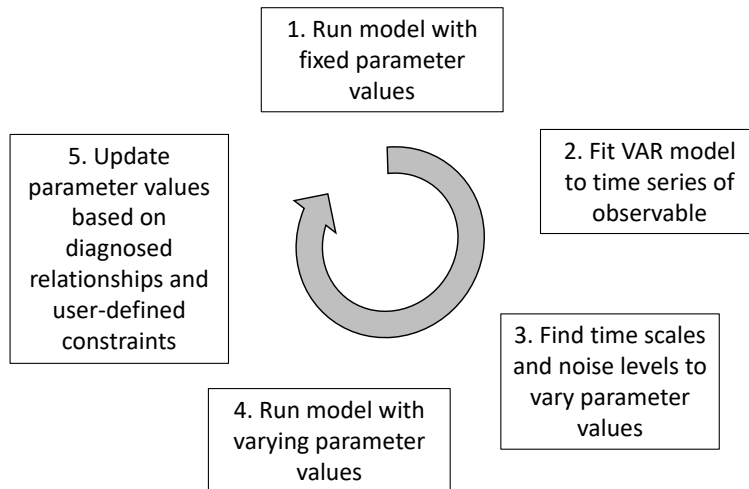 1. Run model with
fixed parameter
values
2. Fit VAR model
to time series of
observable
3. Find time scales
and noise levels to
vary parameter
values
4. Run model with
varying parameter
values
5. Update
parameter values
based on
diagnosed
relationships and
user-defined
constraints